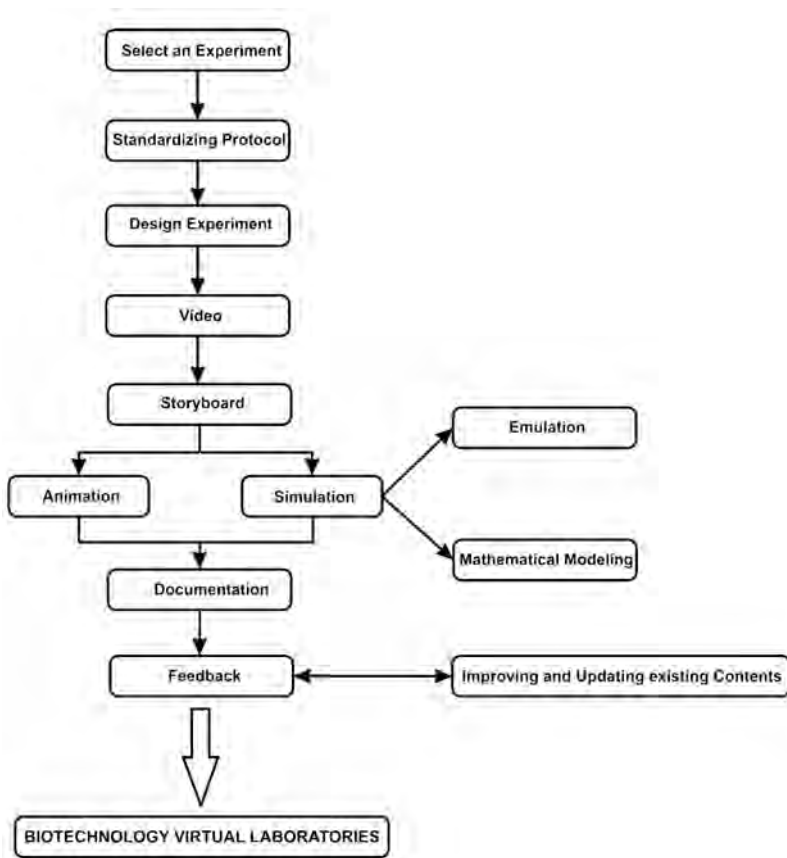 Select an Experiment
Standardizing Protocol
Design Experiment
Video
Storyboard
Emulation
Animation
Simulation
Mathematical Modeling
Documentation
Feedback
Improving and Updating existing Contents
BIOTECHNOLOGY VIRTUAL LABORATORIES